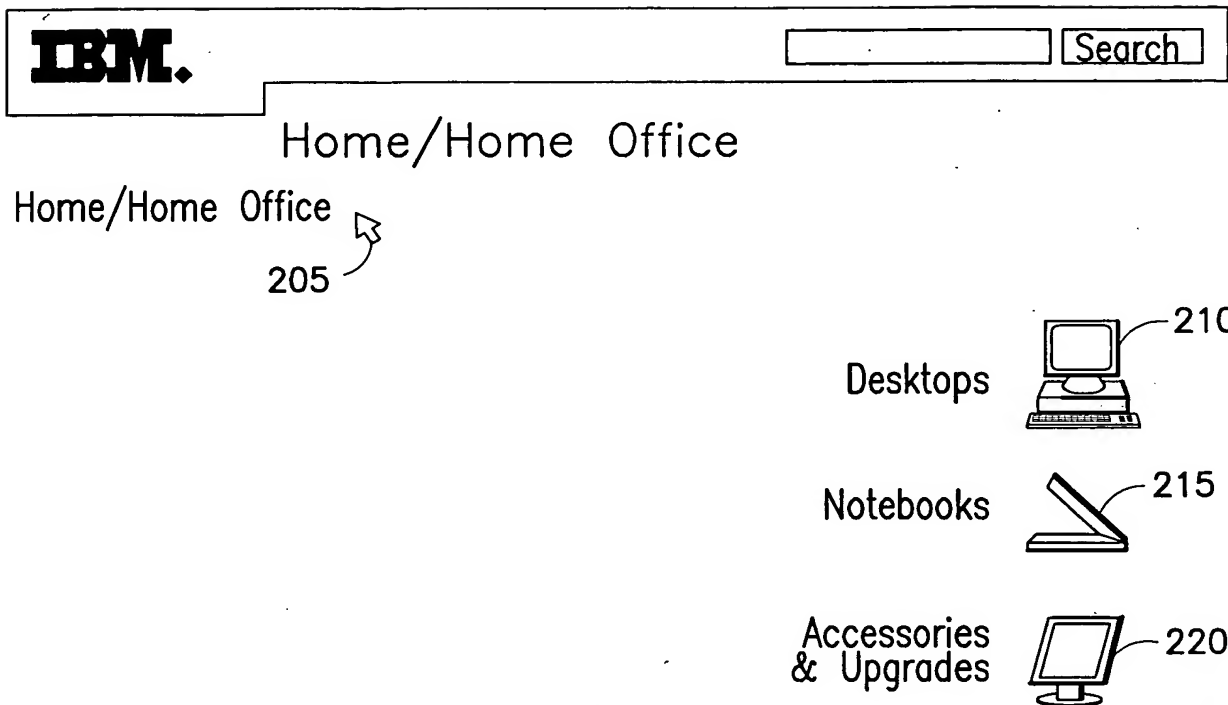 IBM.
Search
Home/Home Office
Home/Home Office
205
210
Desktops
215
Notebooks
Accessories
& Upgrades
220